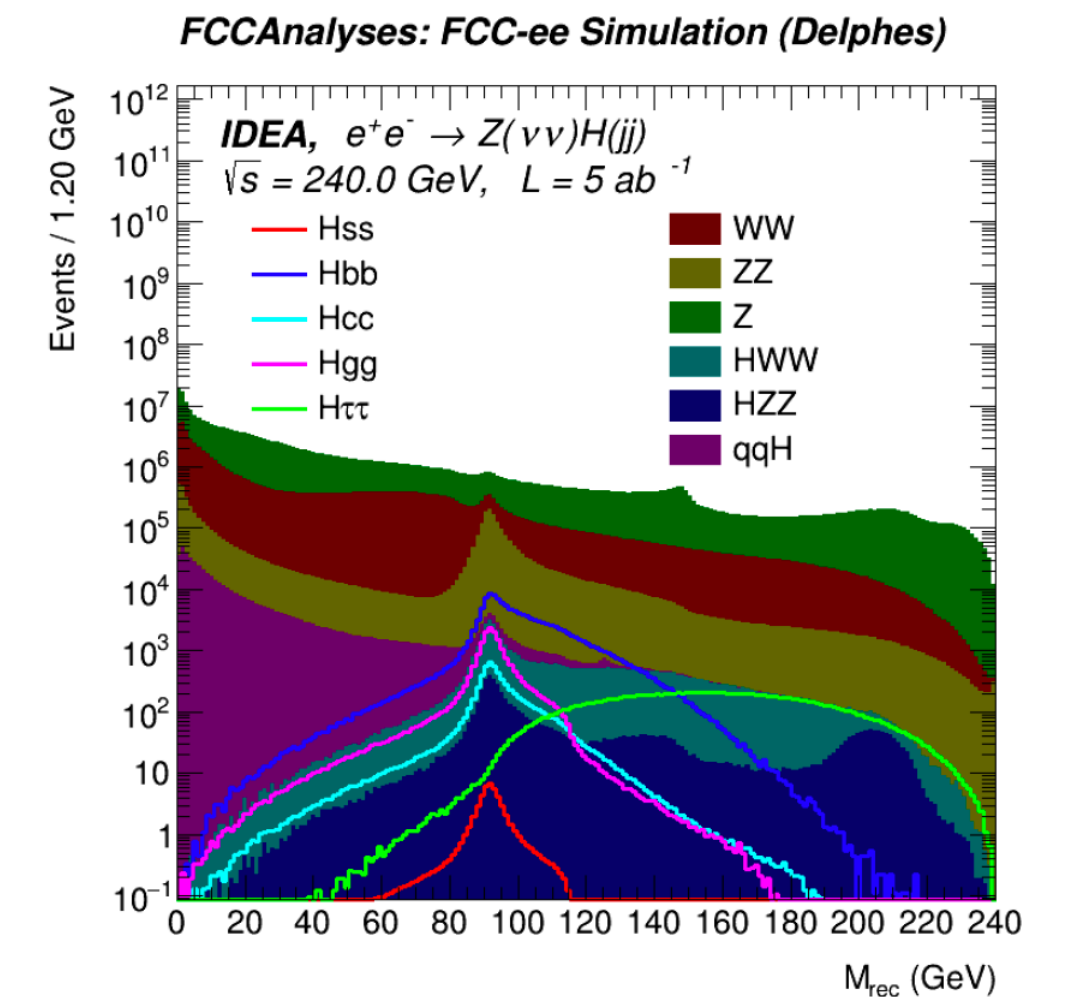 FCCAnalyses: FCC-ee Simulation (Delphes)
Events / 1.20 GeV
10¹²
10¹¹
10¹⁰
10⁹
10⁸
10⁷
10⁶
10⁵
10⁴
10³
10²
10
1
10⁻¹
IDEA, e⁺e⁻ → Z(νν)H(jj)
√s = 240.0 GeV, L = 5 ab ⁻¹
Hss
Hbb
Hcc
Hgg
Hττ
WW
ZZ
Z
HWW
HZZ
qqH
0 20 40 60 80 100 120 140 160 180 200 220 240
M_rec (GeV)